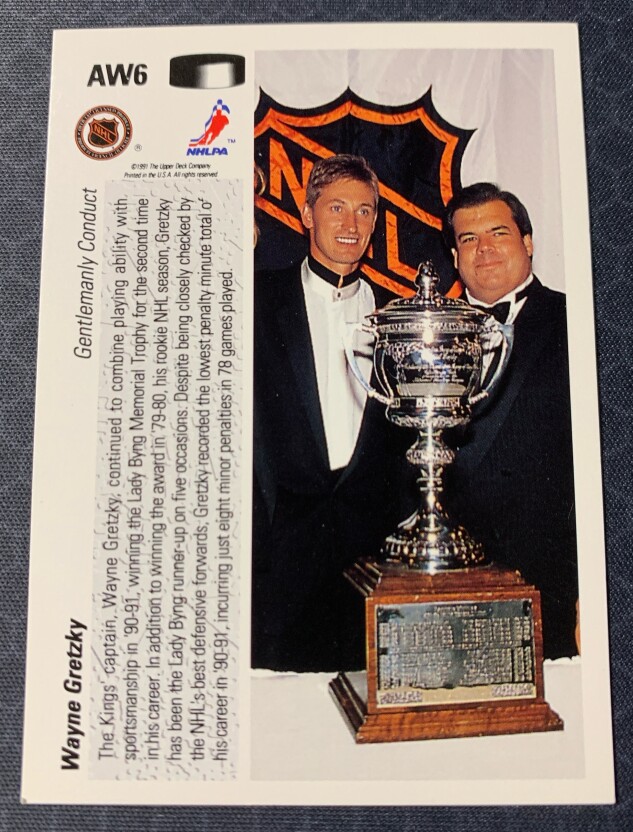 AW6
NHL
NHLPA
TM
®
©1991 The Upper Deck Company.
Printed in the U.S.A. All rights reserved.
Wayne Gretzky
Gentlemanly Conduct
The Kings' captain, Wayne Gretzky, continued to combine playing ability with
sportsmanship in '90-91, winning the Lady Byng Memorial Trophy for the second time
in his career. In addition to winning the award in '79-80, his rookie NHL season, Gretzky
has been the Lady Byng runner-up on five occasions. Despite being closely checked by
the NHL's best defensive forwards, Gretzky recorded the lowest penalty minute total of
his career in '90-91, incurring just eight minor penalties in 78 games played.
NHL